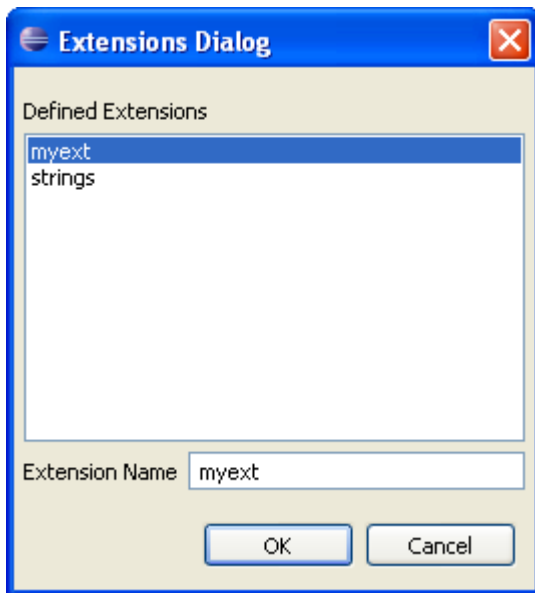 Extensions Dialog
Defined Extensions
myext
strings
Extension Name myext
OK Cancel